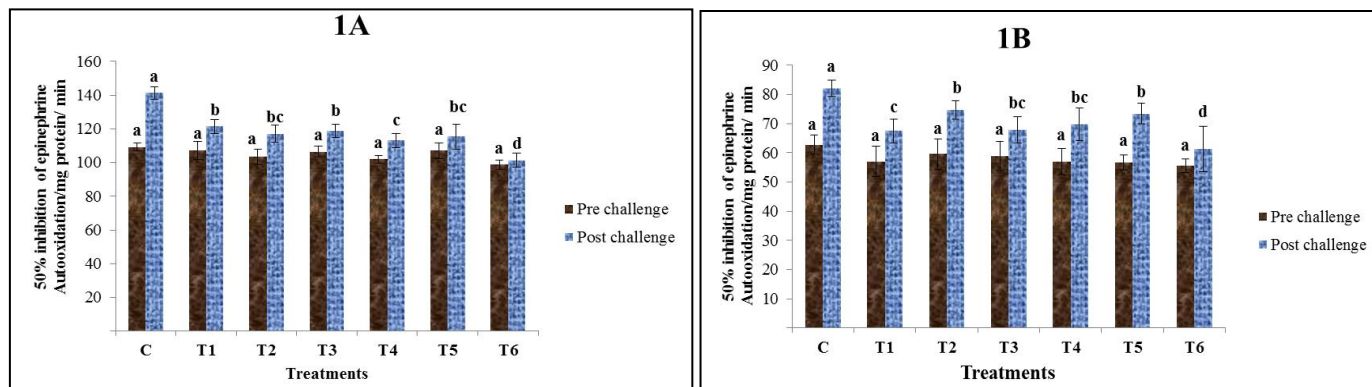 1A
50% inhibition of epinephrine
Autooxidation/mg protein/ min
160
140
120
100
80
60
40
20
a a
a b
a bc
a b
a c
a bc
a d
C T1 T2 T3 T4 T5 T6
Treatments
Pre challenge
Post challenge
1B
50% inhibition of epinephrine
Autooxidation/mg protein/ min
90
80
70
60
50
40
30
20
10
a a
a c
a b
a bc
a bc
a b
a d
C T1 T2 T3 T4 T5 T6
Treatments
Pre challenge
Post challenge